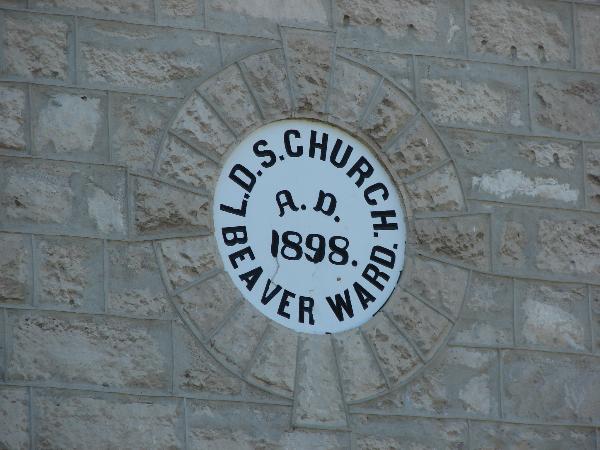 L.D.S. CHURCH.
A.D.
1898.
BEAVER WARD.